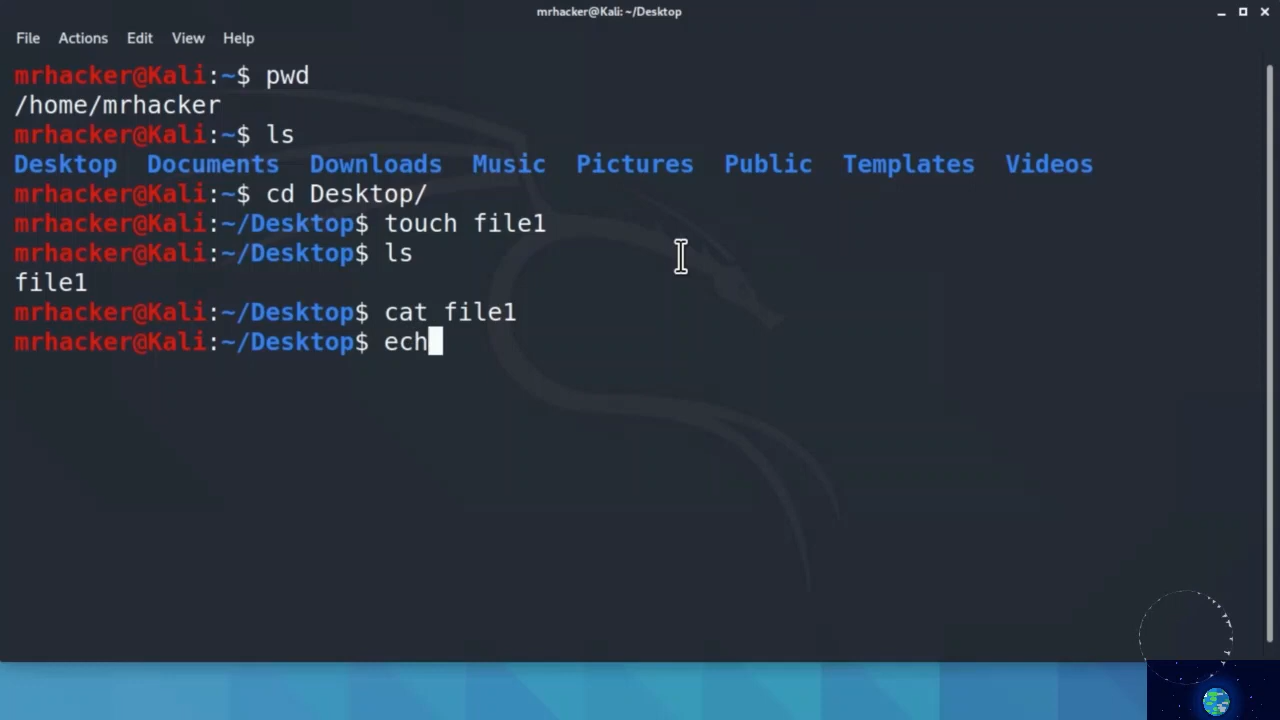 mrhacker@Kali: ~/Desktop
File Actions Edit View Help
mrhacker@Kali:~$ pwd
/home/mrhacker
mrhacker@Kali:~$ ls
Desktop Documents Downloads Music Pictures Public Templates Videos
mrhacker@Kali:~$ cd Desktop/
mrhacker@Kali:~/Desktop$ touch file1
mrhacker@Kali:~/Desktop$ ls
file1
mrhacker@Kali:~/Desktop$ cat file1
mrhacker@Kali:~/Desktop$ ech